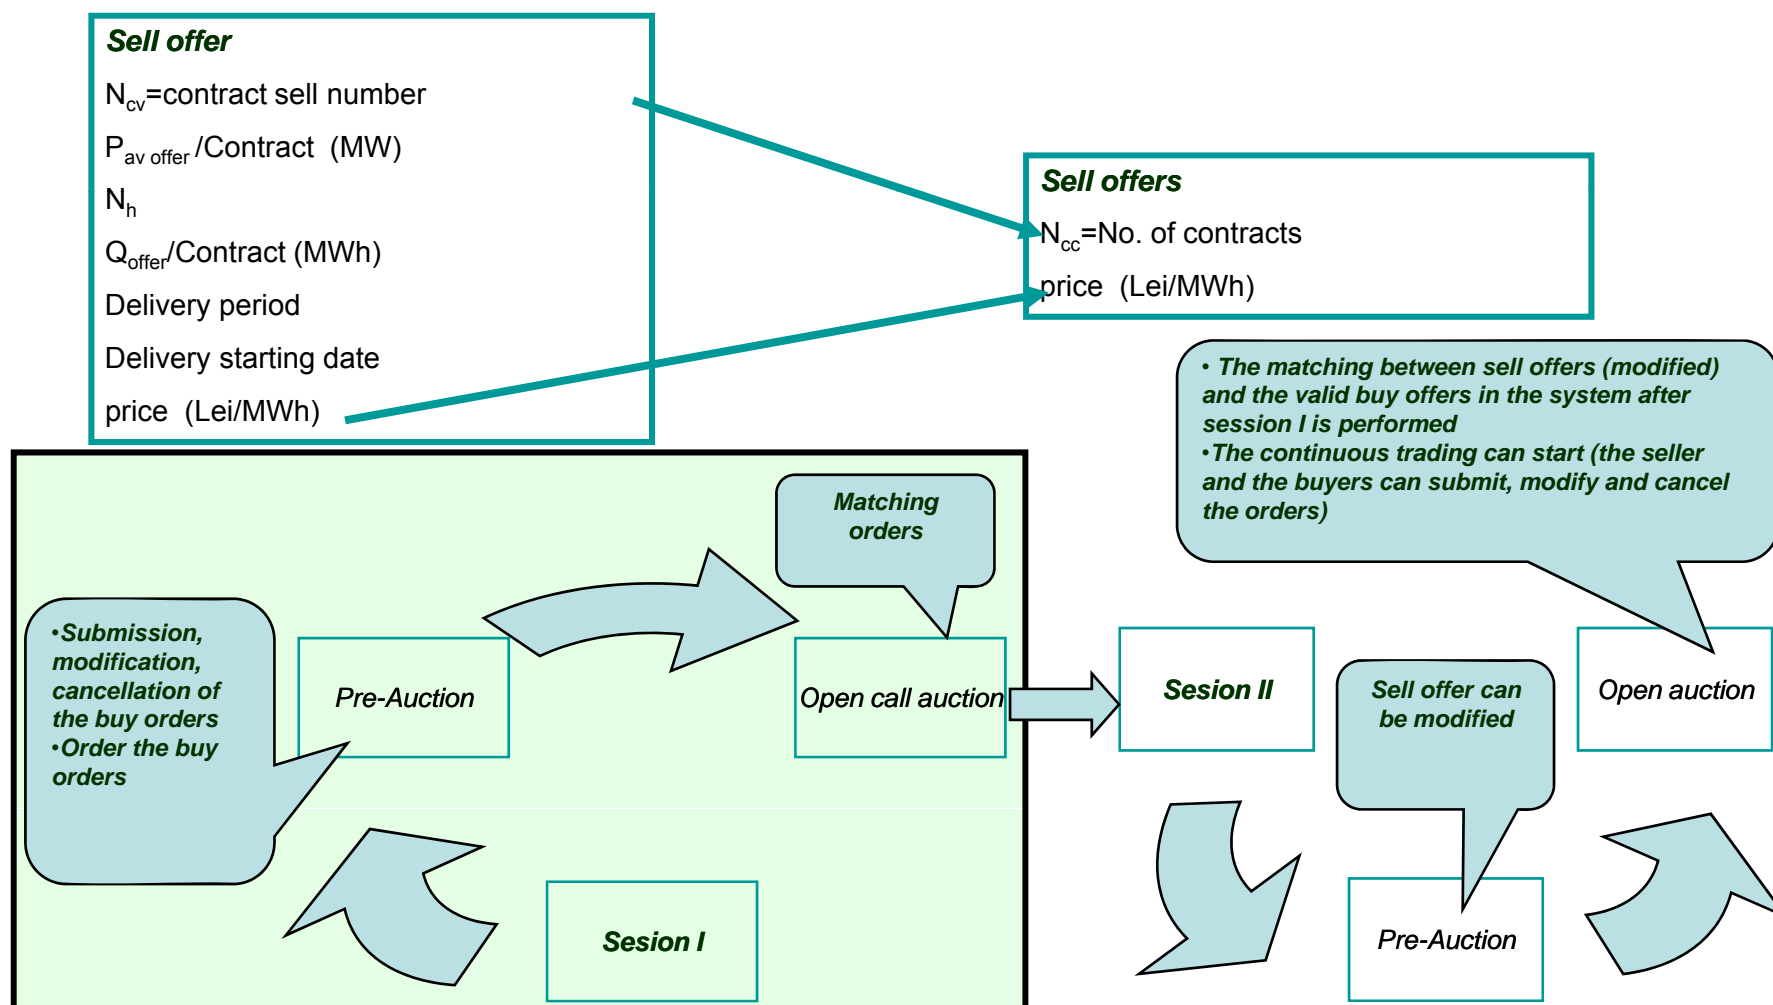 Sell offer
Ncv=contract sell number
Pav offer /Contract (MW)
Nh
Qoffer/Contract (MWh)
Delivery period
Delivery starting date
price (Lei/MWh)
Sell offers
Ncc=No. of contracts
price (Lei/MWh)
• The matching between sell offers (modified)
and the valid buy offers in the system after
session I is performed
•The continuous trading can start (the seller
and the buyers can submit, modify and cancel
the orders)
Matching
orders
•Submission,
modification,
cancellation of
the buy orders
•Order the buy
orders
Pre-Auction
Open call auction
Sesion I
Sesion II
Sell offer can
be modified
Pre-Auction
Open auction